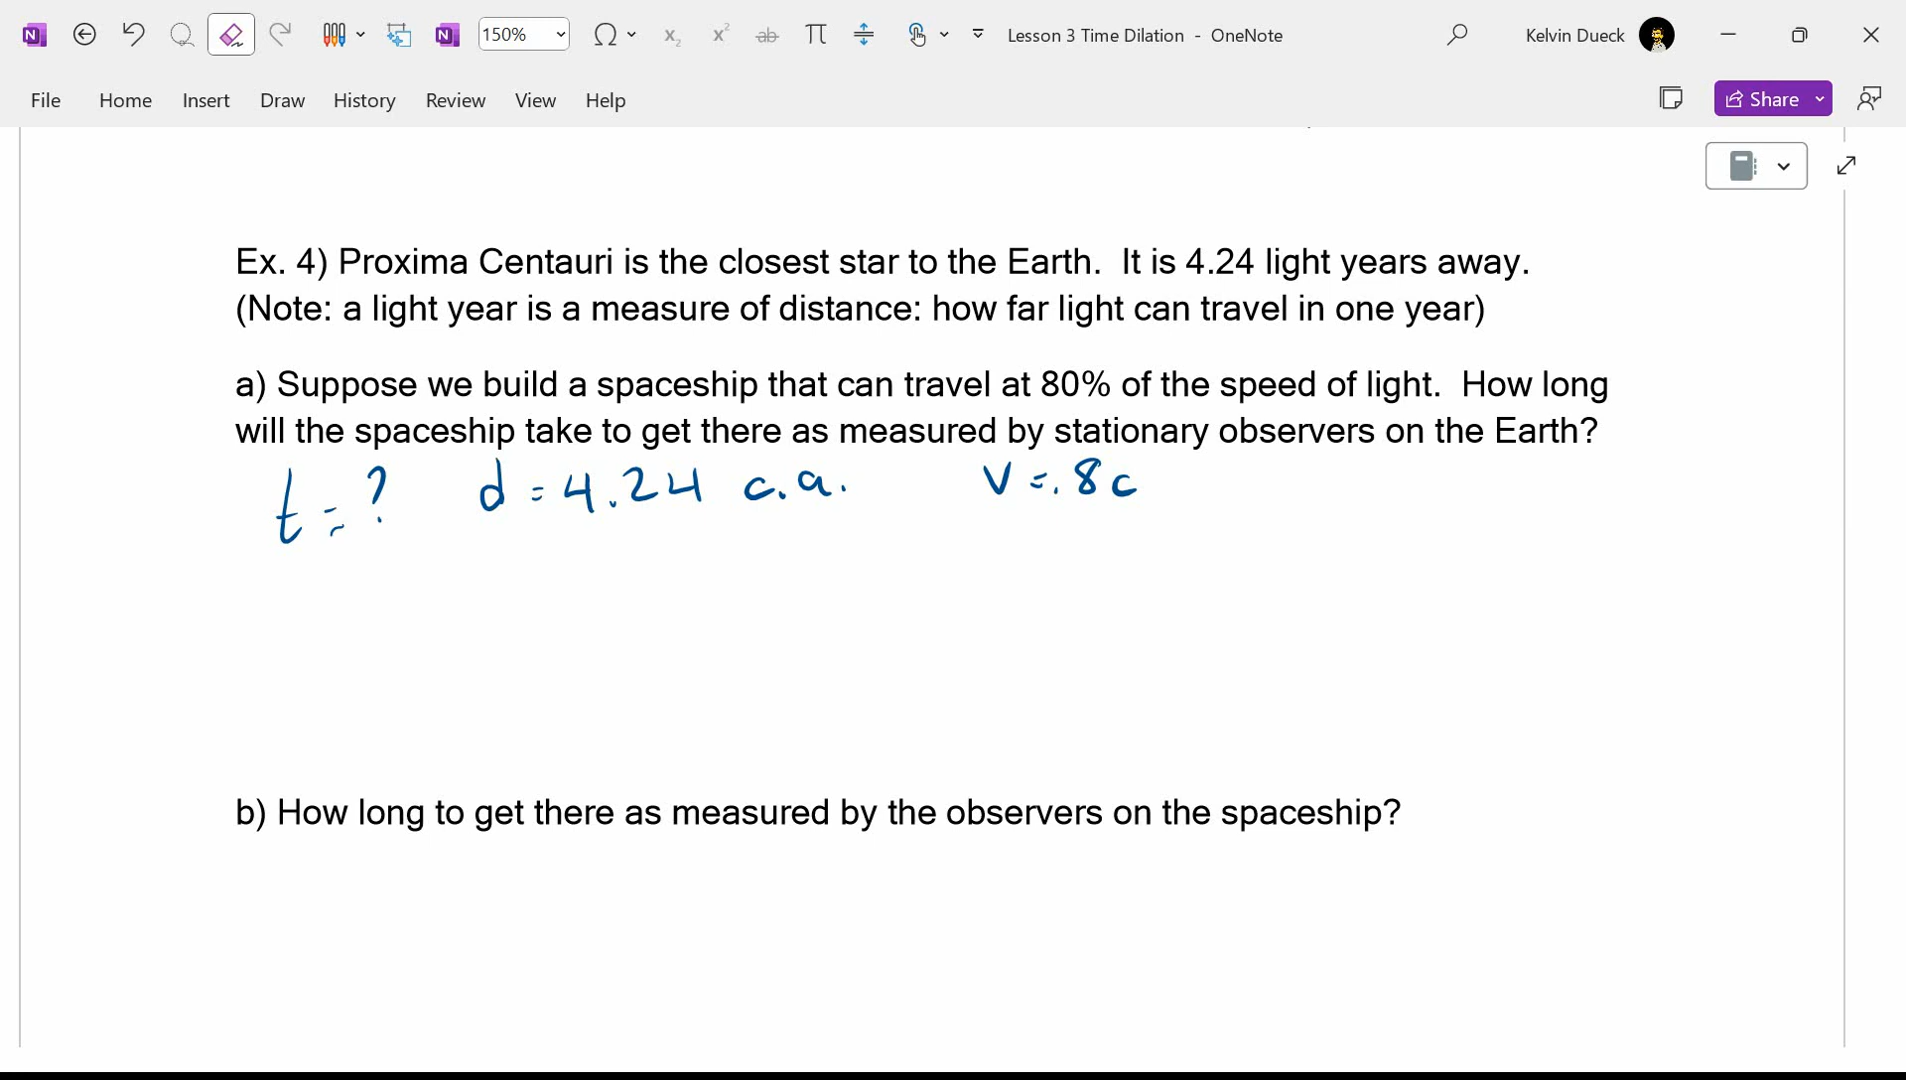 150% Ω x₂ x² ab π Lesson 3 Time Dilation - OneNote Kelvin Dueck
File Home Insert Draw History Review View Help Share
Ex. 4) Proxima Centauri is the closest star to the Earth. It is 4.24 light years away.
(Note: a light year is a measure of distance: how far light can travel in one year)
a) Suppose we build a spaceship that can travel at 80% of the speed of light. How long
will the spaceship take to get there as measured by stationary observers on the Earth?
t = ? d = 4.24 c.a. v = .8c
b) How long to get there as measured by the observers on the spaceship?